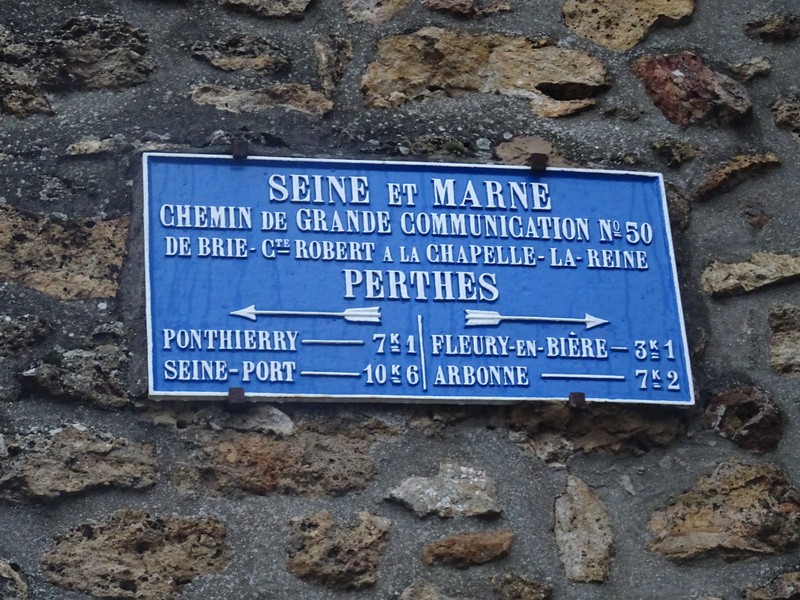 SEINE ET MARNE
CHEMIN DE GRANDE COMMUNICATION No 50
DE BRIE-CTE ROBERT A LA CHAPELLE-LA-REINE
PERTHES
PONTHIERRY 7K1 FLEURY-EN-BIÈRE 3K1
SEINE-PORT 10K6 ARBONNE 7K2